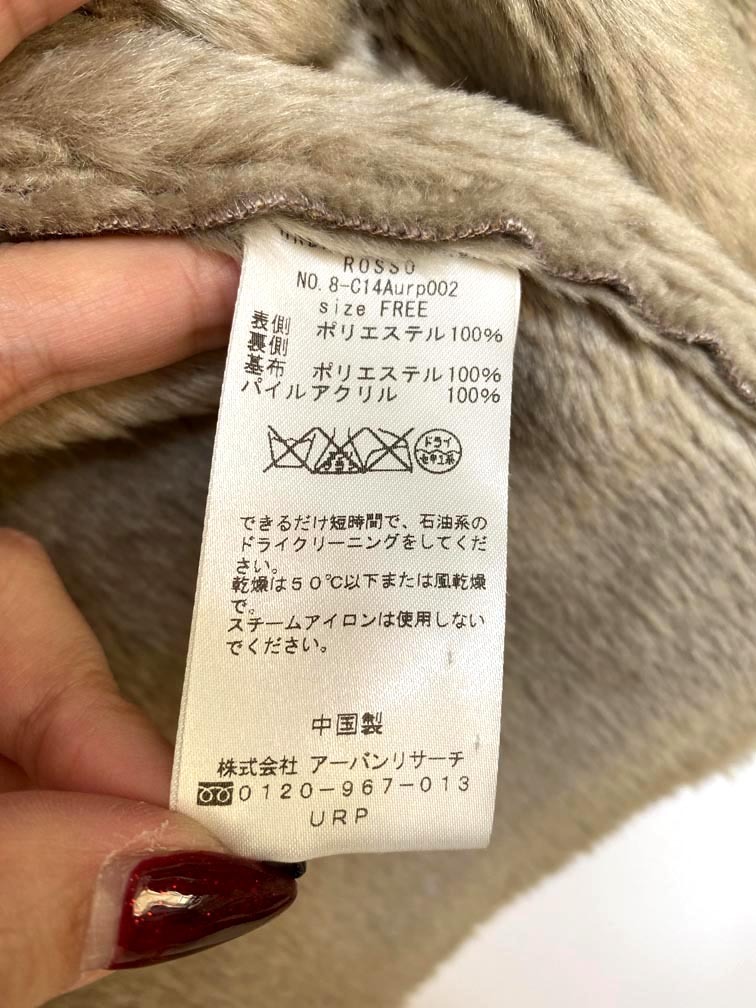 ROSSO
NO. 8-C14Aurp002
size FREE
表側 ポリエステル100%
裏側
基布 ポリエステル100%
パイルアクリル 100%
ドライ
セキユ系
できるだけ短時間で、石油系の
ドライクリーニングをしてくだ
さい。
乾燥は50℃以下または風乾燥
で。
スチームアイロンは使用しない
でください。
中国製
株式会社 アーバンリサーチ
0120-967-013
URP